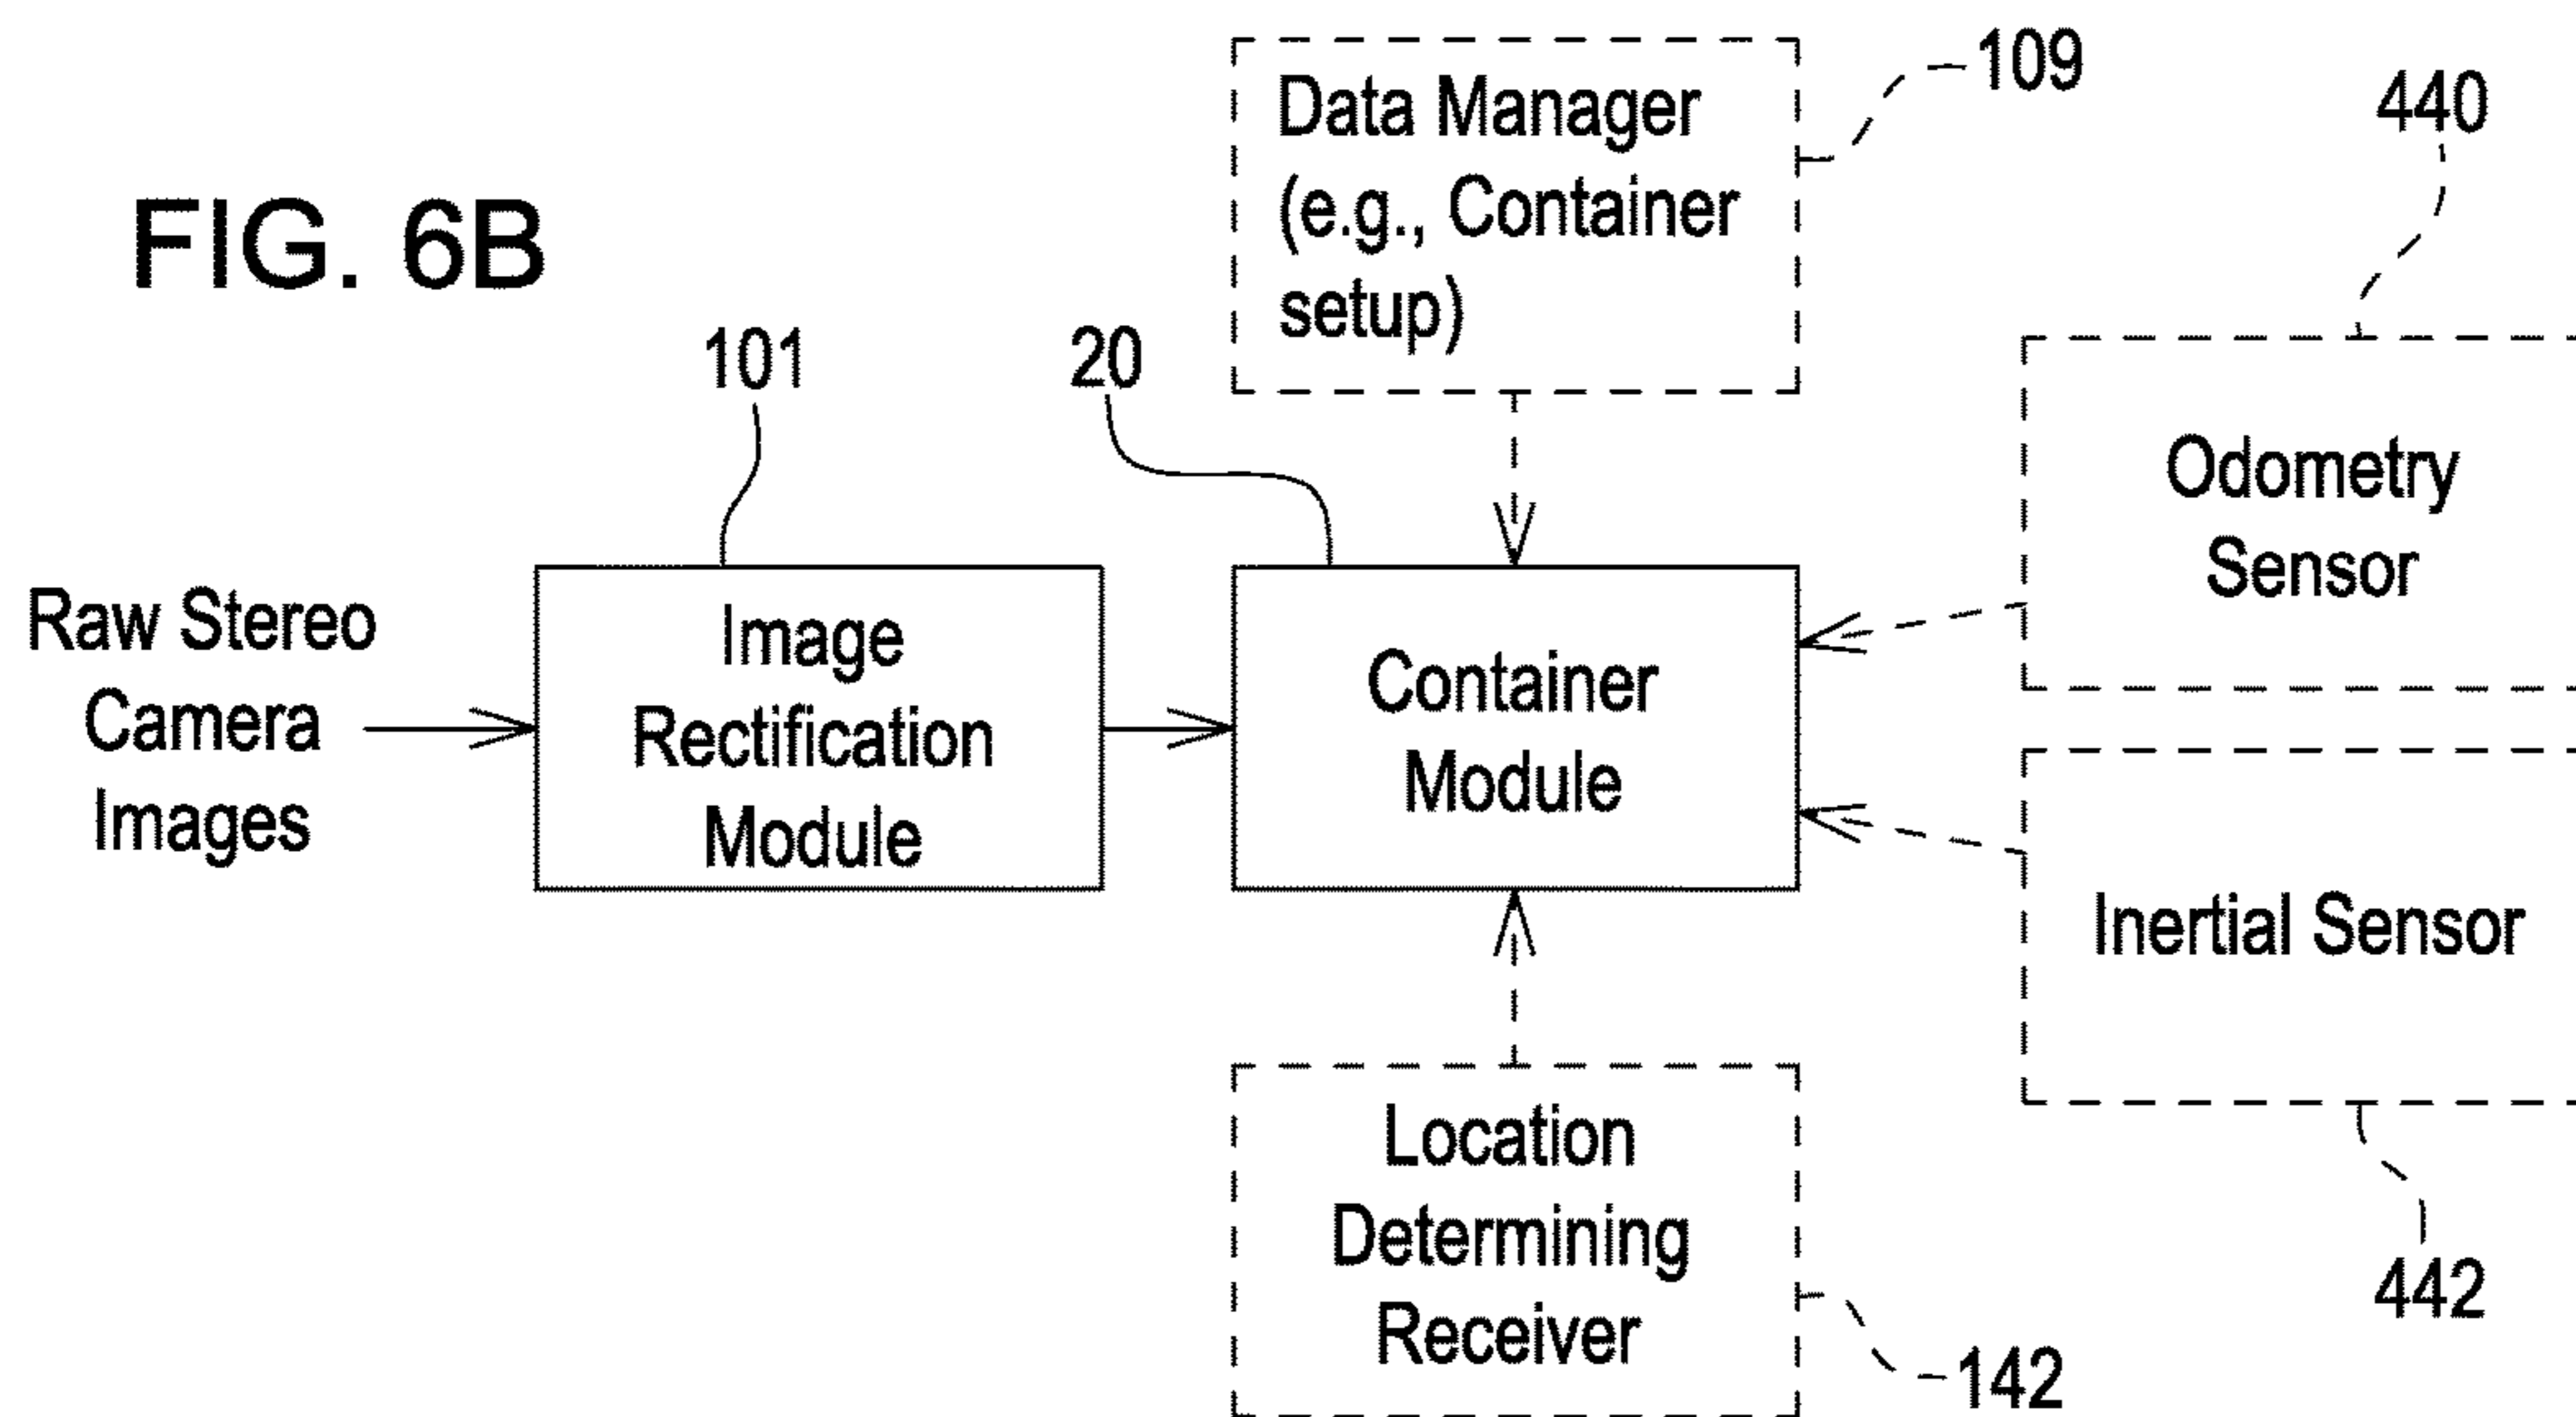 FIG. 6B
Data Manager
(e.g., Container
setup)
109
440
101
20
Odometry
Sensor
Raw Stereo
Camera
Images
Image
Rectification
Module
Container
Module
Inertial Sensor
Location
Determining
Receiver
442
142